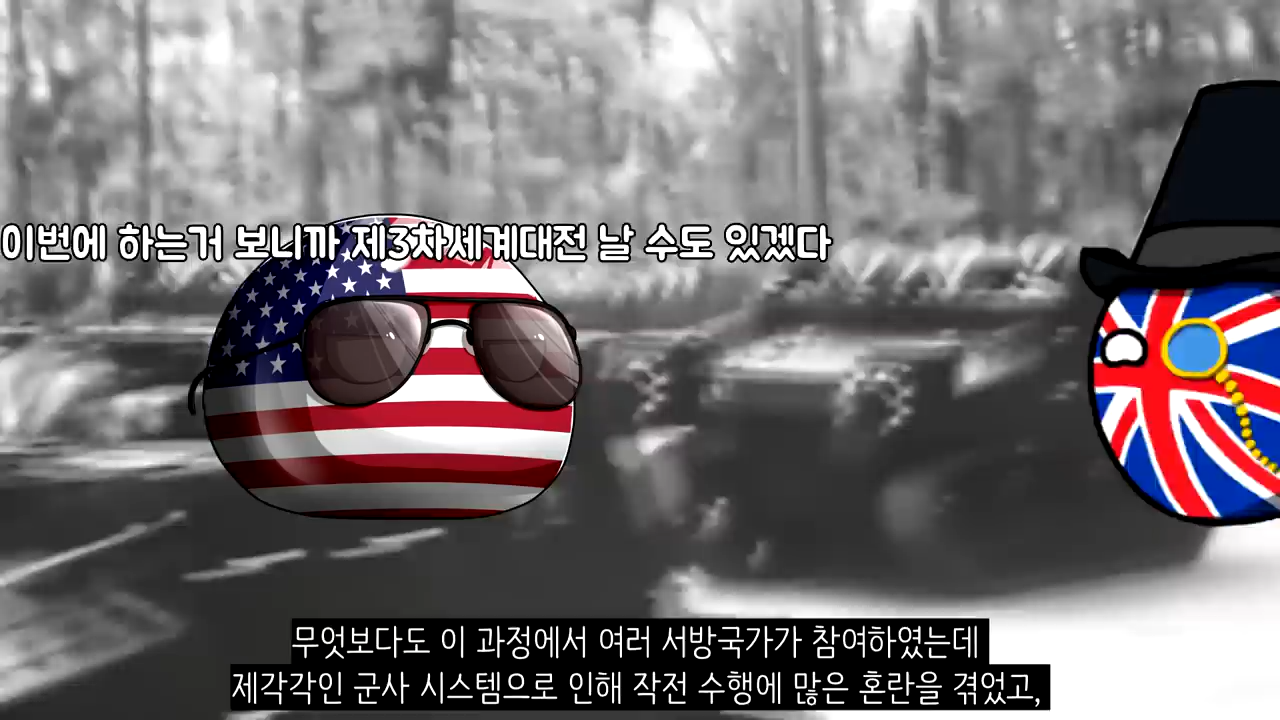 이번에 하는거 보니까 제3차세계대전 날 수도 있겠다
무엇보다도 이 과정에서 여러 서방국가가 참여하였는데
제각각인 군사 시스템으로 인해 작전 수행에 많은 혼란을 겪었고,